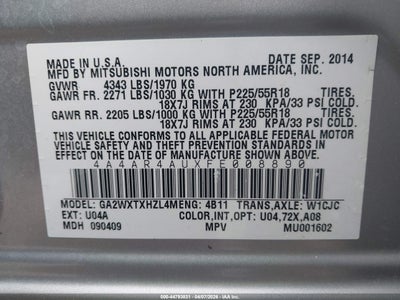 MADE IN U.S.A. DATE SEP. 2014
MFD BY MITSUBISHI MOTORS NORTH AMERICA, INC.
GVWR 4343 LBS/1970 KG
GAWR FR. 2271 LBS/1030 KG WITH P225/55R18 TIRES,
18X7J RIMS AT 230 KPA/33 PSI COLD.
GAWR RR. 2205 LBS/1000 KG WITH P225/55R18 TIRES,
18X7J RIMS AT 230 KPA/33 PSI COLD.
THIS VEHICLE CONFORMS TO ALL APPLICABLE FEDERAL MOTOR
VEHICLE SAFETY, BUMPER, AND THEFT PREVENTION STANDARDS IN
EFFECT ON THE DATE OF MANUFACTURE SHOWN ABOVE.
4A4AR4AUXFE008890
MODEL: GA2WXTXHZL4MENG: 4B11 TRANS,AXLE: W1CJC
EXT: U04A COLOR,INT,OPT: U04,72X,A08
MDH 090409 MPV MU001602